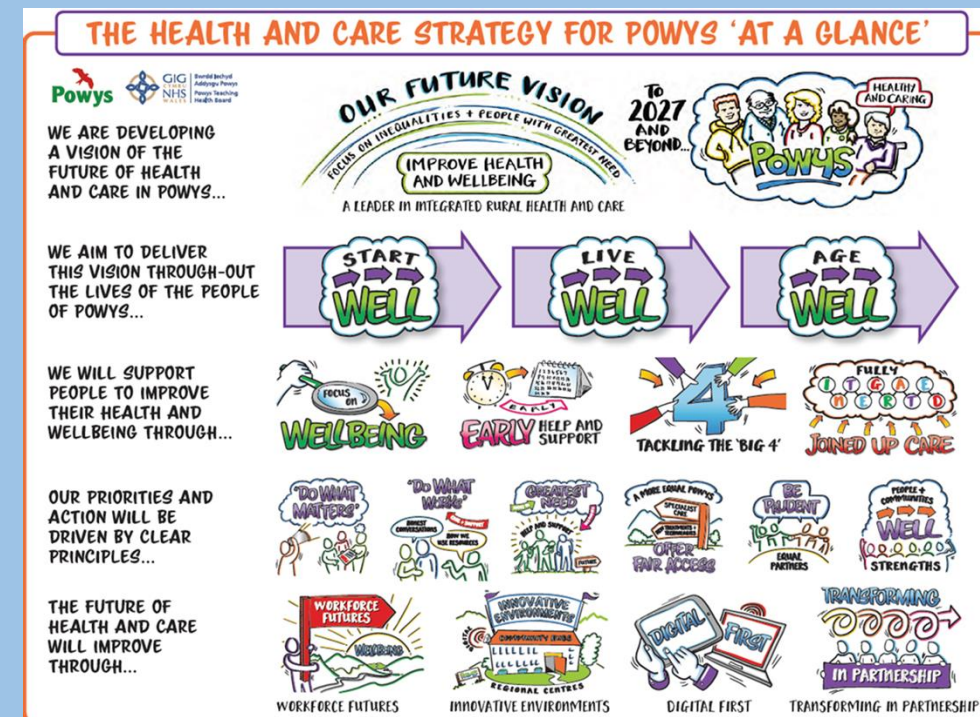 THE HEALTH AND CARE STRATEGY FOR POWYS 'AT A GLANCE'
Powys
GIG
CYMRU
NHS
WALES
Bwrdd Iechyd
Addysgu Powys
Powys Teaching
Health Board
WE ARE DEVELOPING
A VISION OF THE
FUTURE OF HEALTH
AND CARE IN POWYS...
OUR FUTURE VISION
FOCUS ON INEQUALITIES + PEOPLE WITH GREATEST NEED
IMPROVE HEALTH
AND WELLBEING
A LEADER IN INTEGRATED RURAL HEALTH AND CARE
TO
2027
AND
BEYOND...
HEALTHY
AND CARING
POWYS
WE AIM TO DELIVER
THIS VISION THROUGH-OUT
THE LIVES OF THE PEOPLE
OF POWYS...
START
WELL
LIVE
WELL
AGE
WELL
WE WILL SUPPORT
PEOPLE TO IMPROVE
THEIR HEALTH AND
WELLBEING THROUGH...
FOCUS
ON
WELLBEING
EARLY
EARLY HELP AND
SUPPORT
4
TACKLING THE 'BIG 4'
FULLY
I T G A E
N E R T D
JOINED UP CARE
OUR PRIORITIES AND
ACTION WILL BE
DRIVEN BY CLEAR
PRINCIPLES...
'DO WHAT
MATTERS'
'DO WHAT
WORKS'
HONEST
CONVERSATIONS
HOW WE
USE RESOURCES
GREATEST
NEED
HELP AND SUPPORT
FUTURE
A MORE EQUAL POWYS
SPECIALIST
CARE
TREATMENTS +
OFFER
FAIR ACCESS
BE
PRUDENT
EQUAL
PARTNERS
PEOPLE +
COMMUNITIES
WELL
STRENGTHS
THE FUTURE OF
HEALTH AND CARE
WILL IMPROVE
THROUGH...
WORKFORCE
FUTURES
WELLBEING
WORKFORCE FUTURES
INNOVATIVE
ENVIRONMENTS
COMMUNITY HUBS
REGIONAL CENTRES
INNOVATIVE ENVIRONMENTS
DIGITAL
FIRST
DIGITAL FIRST
TRANSFORMING
IN PARTNERSHIP
TRANSFORMING IN PARTNERSHIP